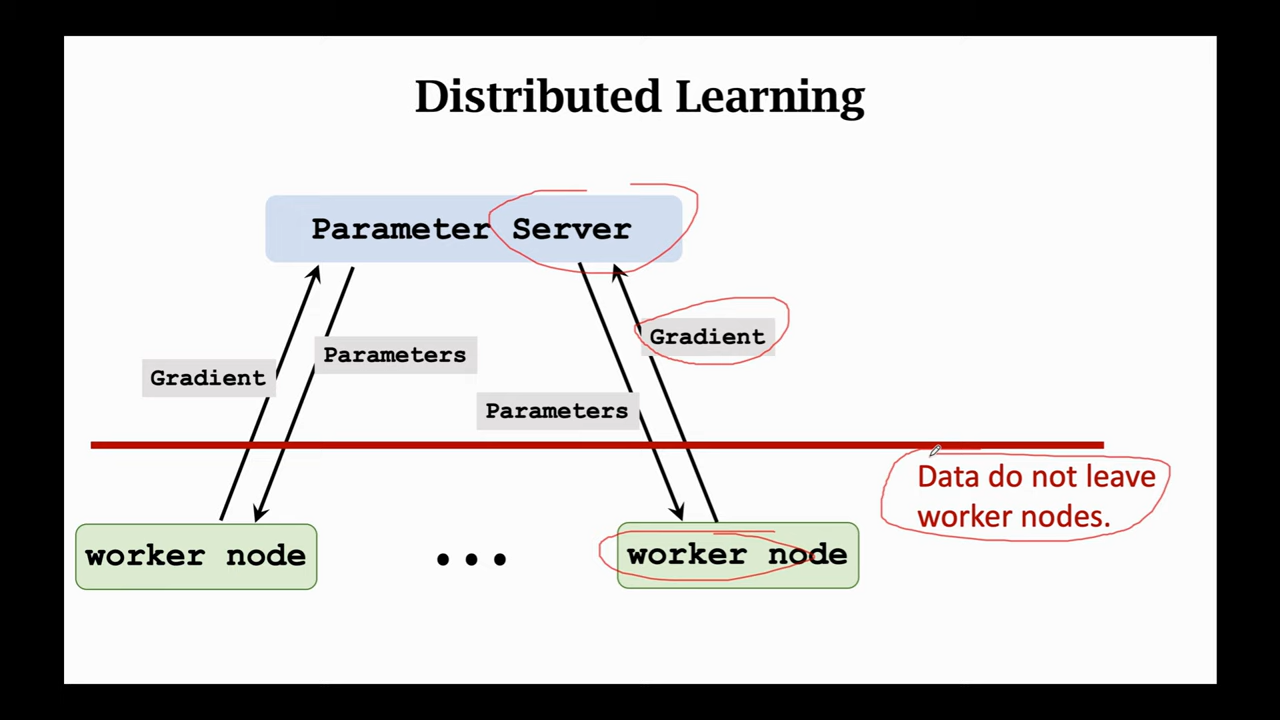 Distributed Learning
Parameter Server
Gradient
Parameters
Gradient
Parameters
Data do not leave
worker nodes.
worker node
...
worker node